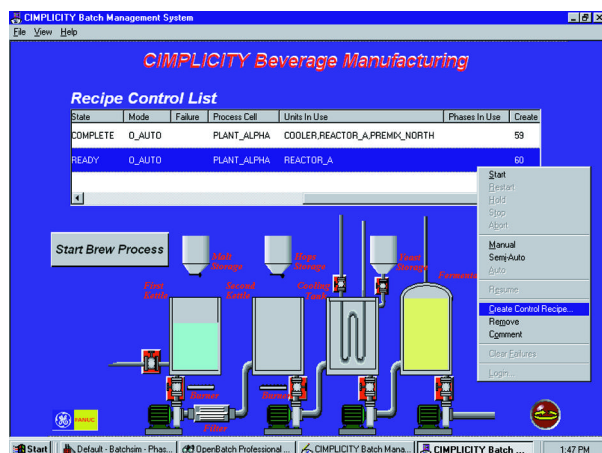 CIMPLICITY Batch Management System
File View Help
CIMPLICITY Beverage Manufacturing
Recipe Control List
State Mode Failure Process Cell Units In Use Phases In Use Create
COMPLETE O_AUTO PLANT_ALPHA COOLER,REACTOR_A,PREMIX_NORTH 59
READY O_AUTO PLANT_ALPHA REACTOR_A 60
Start
Restart
Hold
Stop
Abort
Manual
Semi-Auto
Auto
Resume
Create Control Recipe...
Remove
Comment
Clear Failures
Login...
Start Brew Process
Malt Storage
Hops Storage
Yeast Storage
First Kettle
Second Kettle
Cooling Tank
Fermente
Burner
Burne
Filter
GE FANUC
Start Default - Batchsim - Phas... OpenBatch Professional ... CIMPLICITY Batch Mana... CIMPLICITY Batch ... 1:47 PM